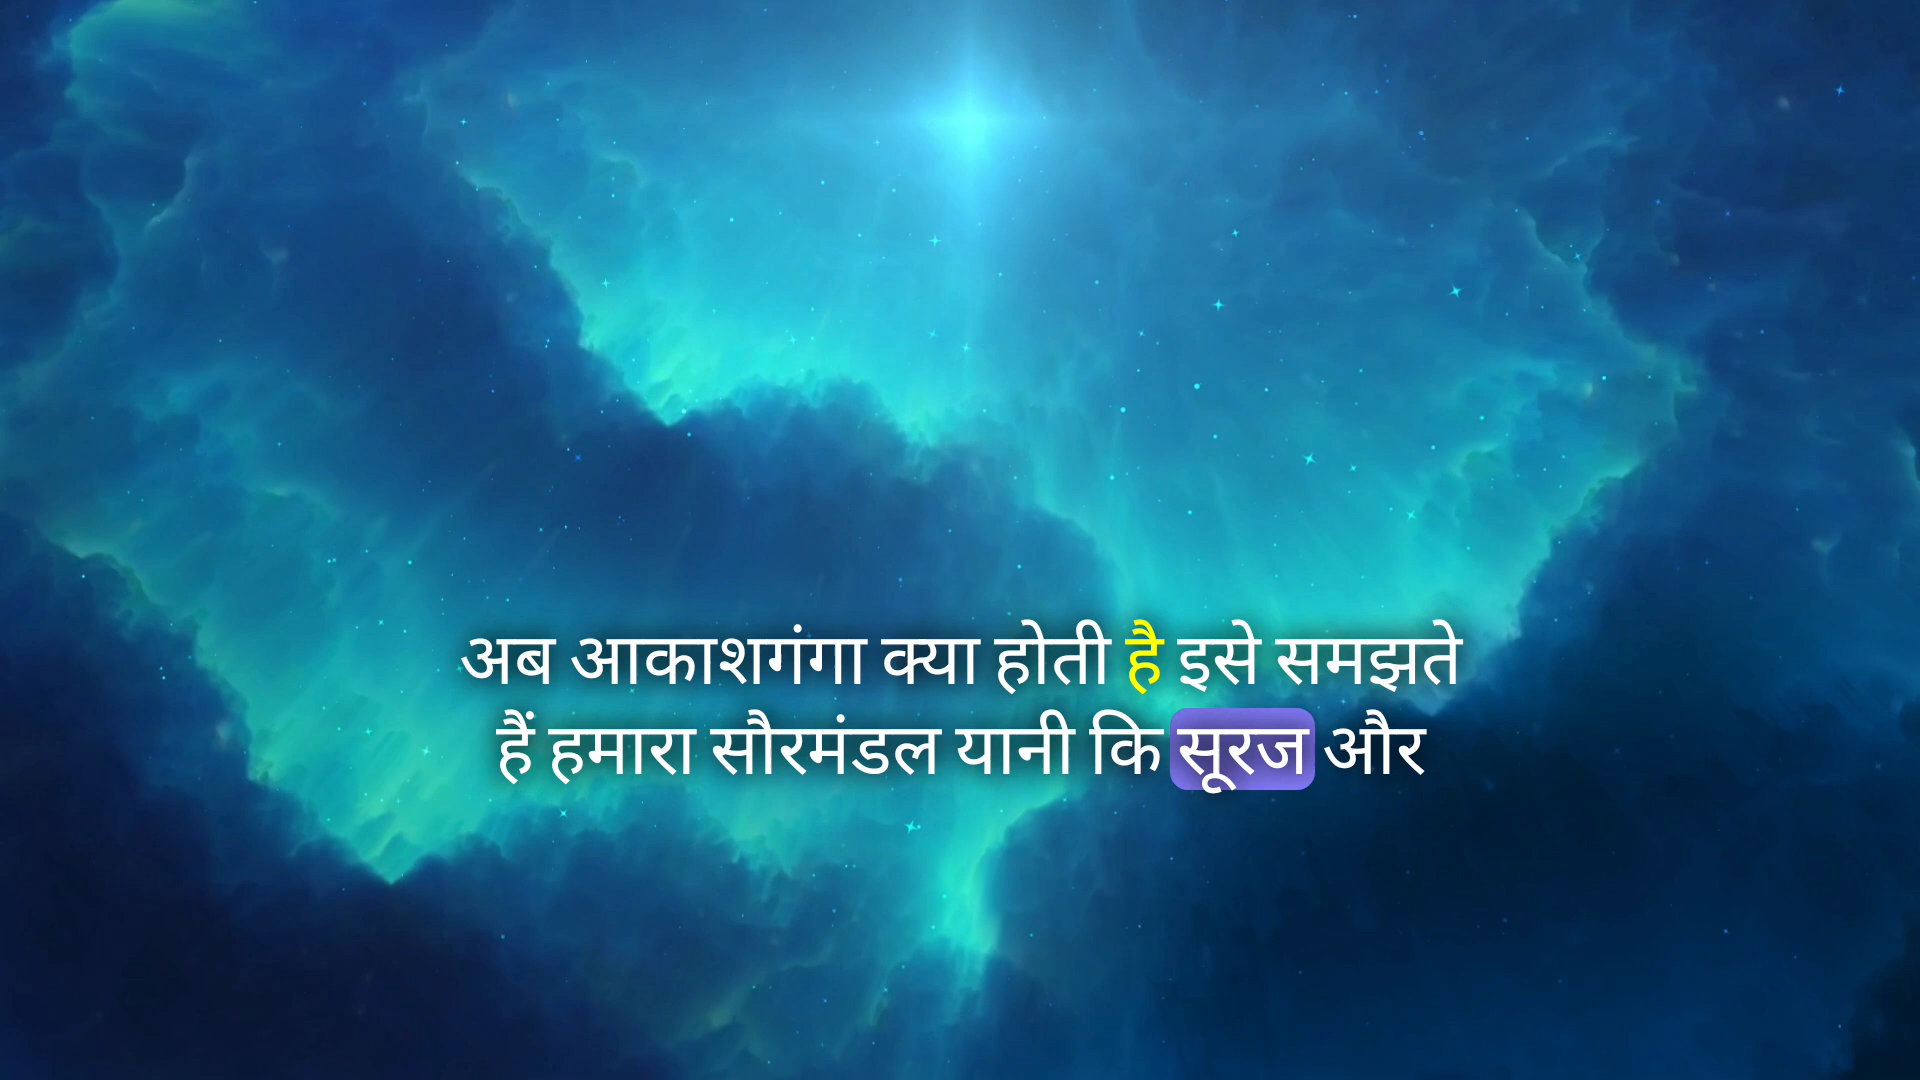 अब आकाशगंगा क्या होती है इसे समझते
हैं हमारा सौरमंडल यानी कि सूरज और